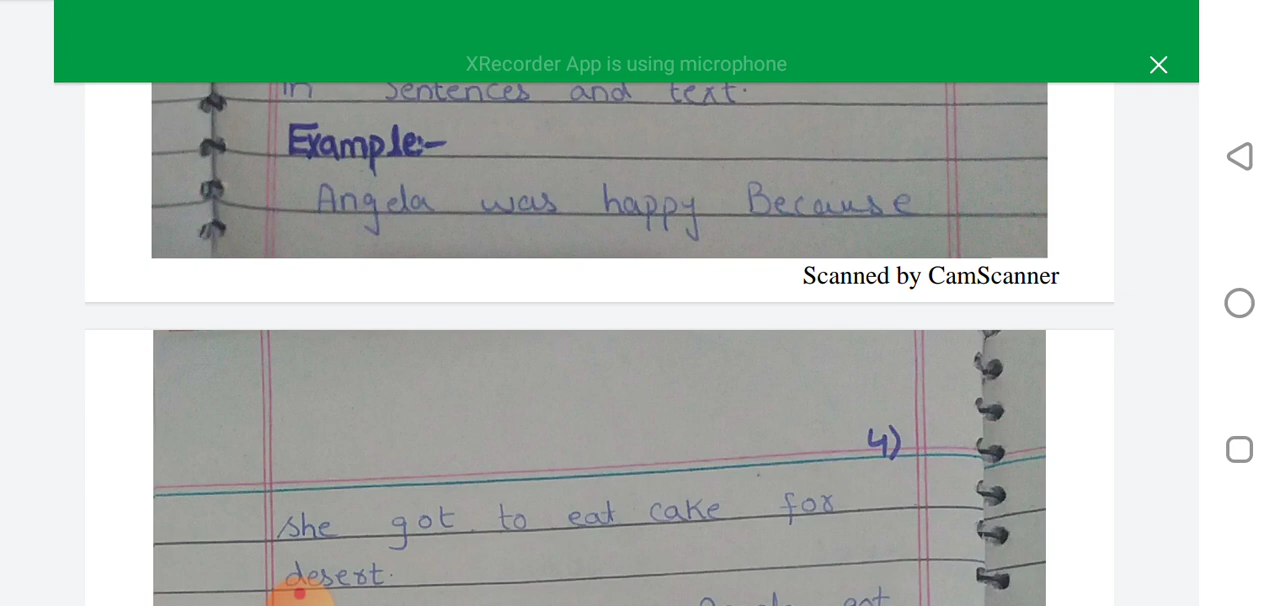 XRecorder App is using microphone
in sentences and text.
Example:-
Angela was happy Because
Scanned by CamScanner
4)
she got to eat cake for
desert.